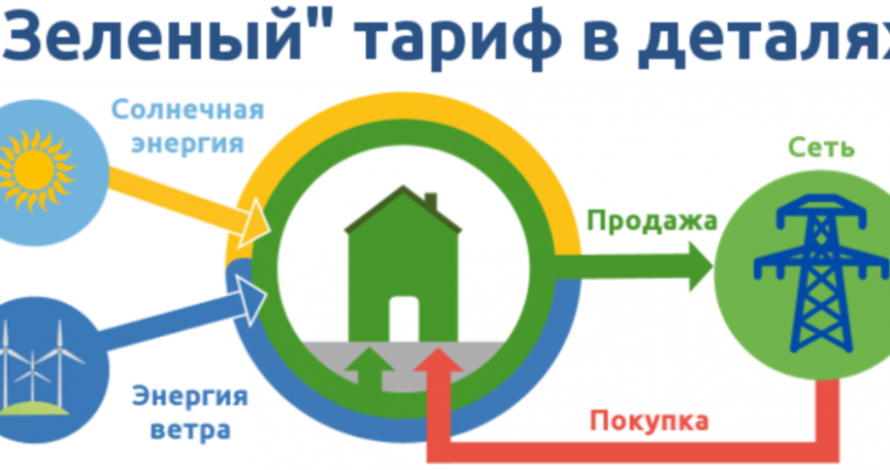 Зеленый" тариф в деталях
Солнечная
энергия
Сеть
Продажа
Энергия
ветра
Покупка